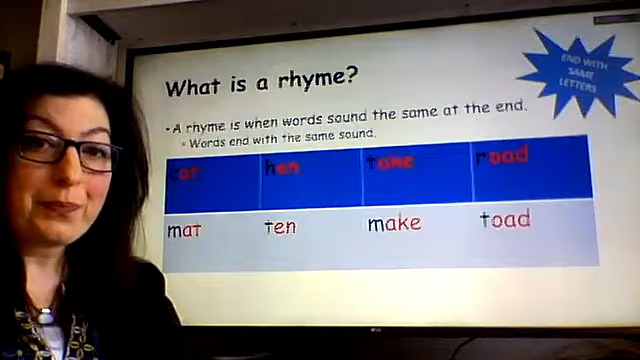 What is a rhyme?
END WITH
SAME
LETTERS
• A rhyme is when words sound the same at the end.
Words end with the same sound.
cat hen take road
mat ten make toad